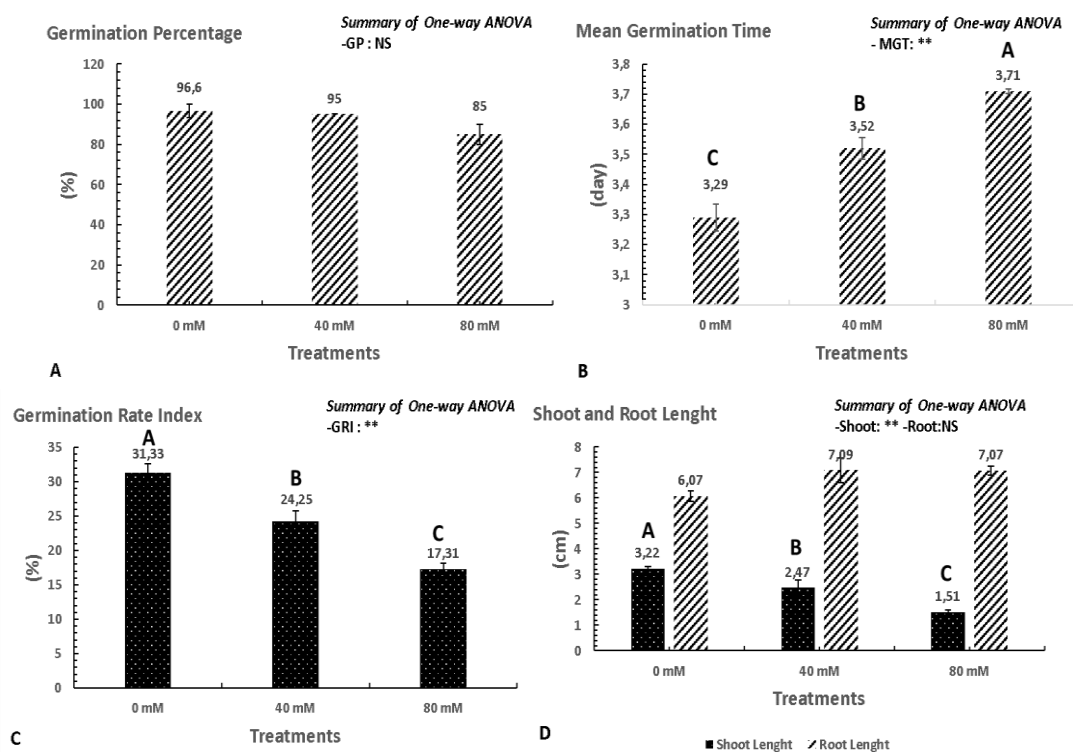 Germination Percentage
Summary of One-way ANOVA
-GP : NS
120
100
80
60
40
20
0
(%)
96,6
95
85
0 mM
40 mM
80 mM
Treatments
A
Mean Germination Time
Summary of One-way ANOVA
- MGT: **
3,8
3,7
3,6
3,5
3,4
3,3
3,2
3,1
3
(day)
C
3,29
B
3,52
A
3,71
0 mM
40 mM
80 mM
Treatments
B
Germination Rate Index
Summary of One-way ANOVA
-GRI : **
35
30
25
20
15
10
5
0
(%)
A
31,33
B
24,25
C
17,31
0 mM
40 mM
80 mM
Treatments
C
Shoot and Root Lenght
Summary of One-way ANOVA
-Shoot: ** -Root:NS
8
7
6
5
4
3
2
1
0
(cm)
A
3,22
6,07
B
2,47
7,09
C
1,51
7,07
0 mM
40 mM
80 mM
Treatments
D
Shoot Lenght
Root Lenght